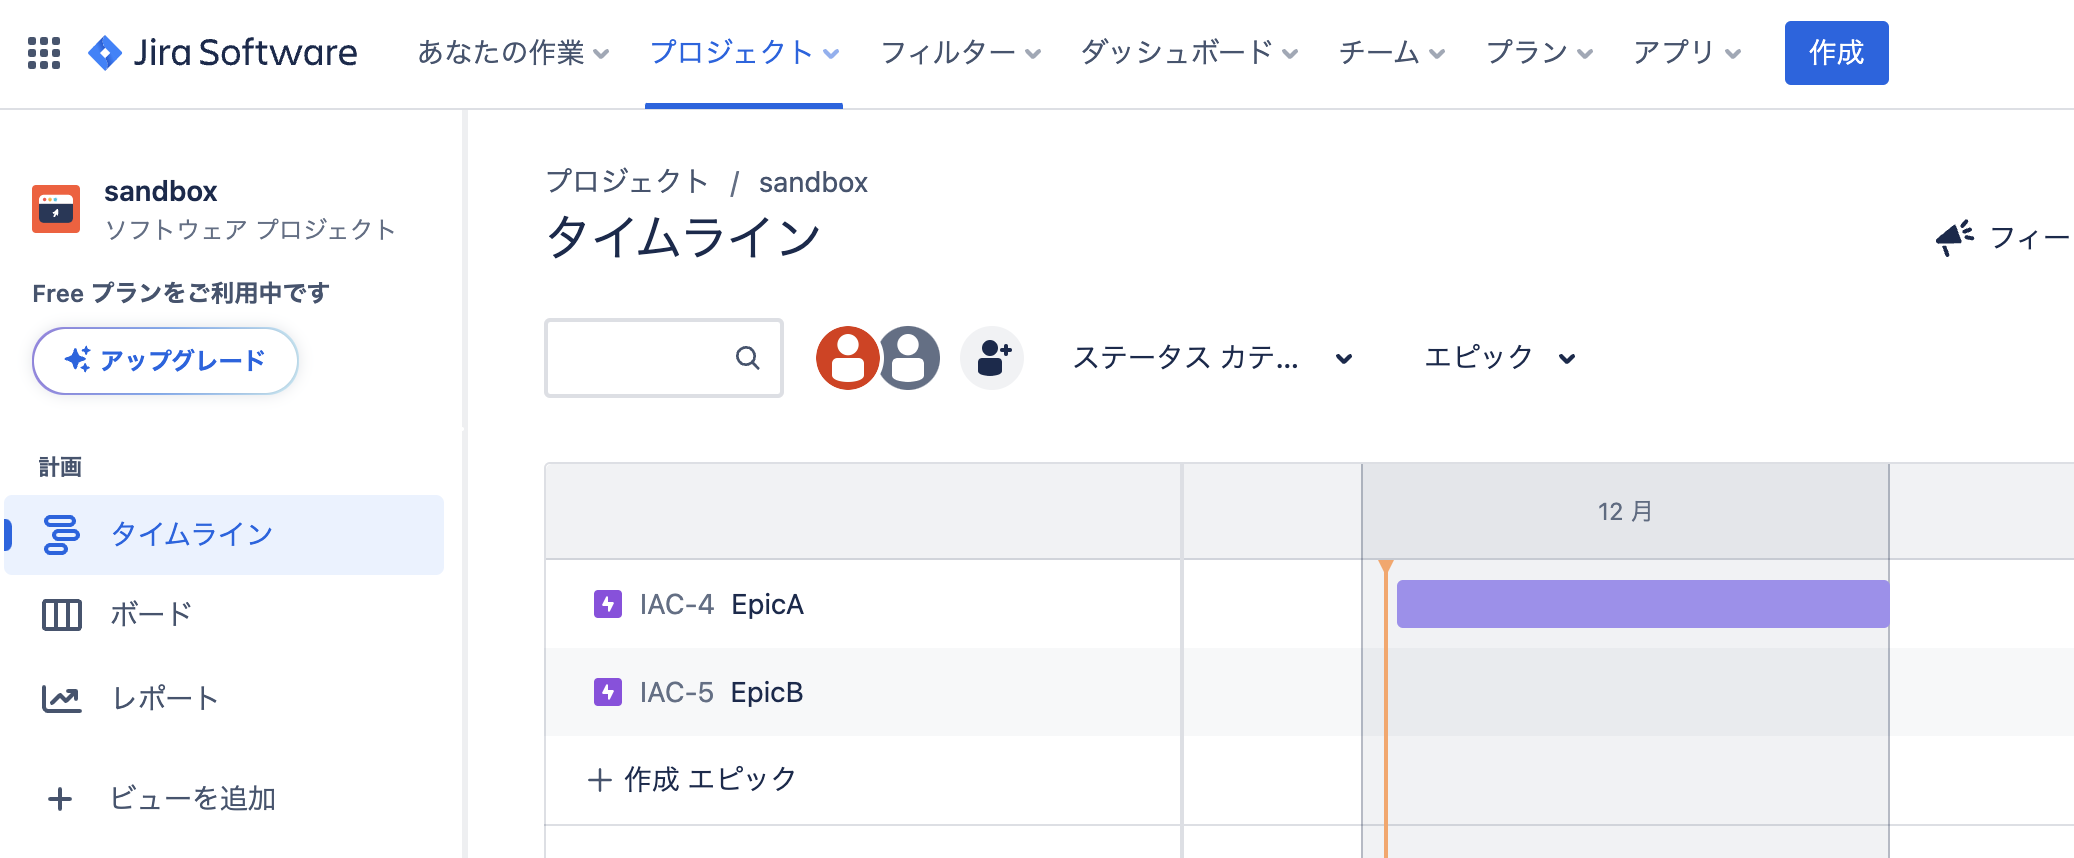 Jira Software あなたの作業 プロジェクト フィルター ダッシュボード チーム プラン アプリ 作成
sandbox
ソフトウェア プロジェクト
Free プランをご利用中です
アップグレード
計画
タイムライン
ボード
レポート
ビューを追加
プロジェクト / sandbox
タイムライン
フィー
ステータス カテ... エピック
12 月
IAC-4 EpicA
IAC-5 EpicB
作成 エピック